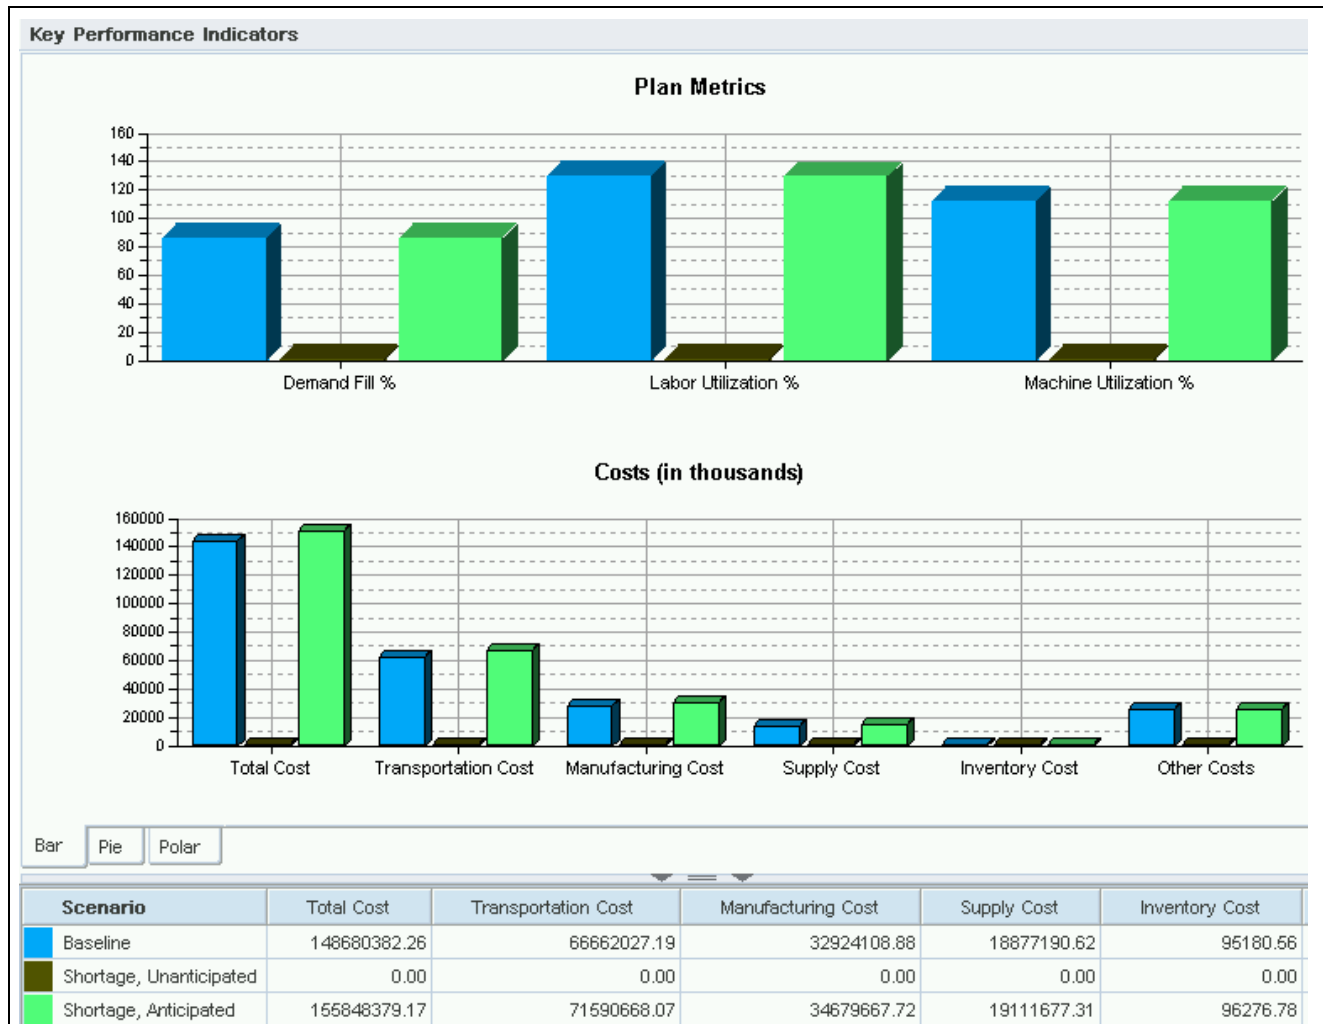 Key Performance Indicators
Plan Metrics
160
140
120
100
80
60
40
20
0
Demand Fill % Labor Utilization % Machine Utilization %
Costs (in thousands)
160000
140000
120000
100000
80000
60000
40000
20000
0
Total Cost Transportation Cost Manufacturing Cost Supply Cost Inventory Cost Other Costs
Bar Pie Polar
Scenario Total Cost Transportation Cost Manufacturing Cost Supply Cost Inventory Cost
Baseline 148680382.26 66662027.19 32924108.88 18877190.62 95180.56
Shortage, Unanticipated 0.00 0.00 0.00 0.00 0.00
Shortage, Anticipated 155848379.17 71590668.07 34679667.72 19111677.31 96276.78